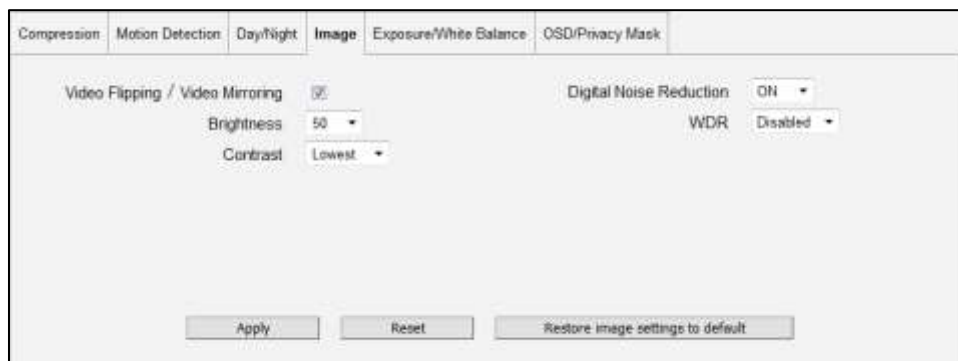 Compression Motion Detection Day/Night Image Exposure/White Balance OSD/Privacy Mask
Video Flipping / Video Mirroring Digital Noise Reduction ON
Brightness 50 WDR Disabled
Contrast Lowest
Apply Reset Restore image settings to default